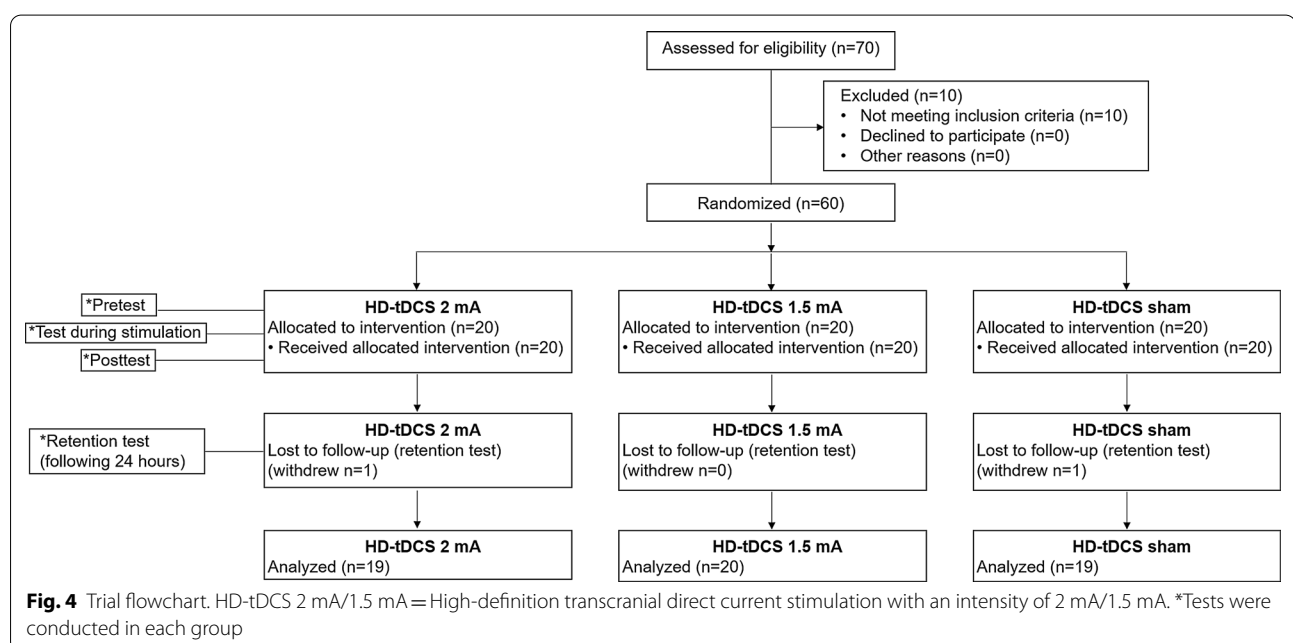 Assessed for eligibility (n=70)
Excluded (n=10)
• Not meeting inclusion criteria (n=10)
• Declined to participate (n=0)
• Other reasons (n=0)
Randomized (n=60)
*Pretest
*Test during stimulation
*Posttest
HD-tDCS 2 mA
Allocated to intervention (n=20)
• Received allocated intervention (n=20)
HD-tDCS 1.5 mA
Allocated to intervention (n=20)
• Received allocated intervention (n=20)
HD-tDCS sham
Allocated to intervention (n=20)
• Received allocated intervention (n=20)
*Retention test
(following 24 hours)
HD-tDCS 2 mA
Lost to follow-up (retention test)
(withdrew n=1)
HD-tDCS 1.5 mA
Lost to follow-up (retention test)
(withdrew n=0)
HD-tDCS sham
Lost to follow-up (retention test)
(withdrew n=1)
HD-tDCS 2 mA
Analyzed (n=19)
HD-tDCS 1.5 mA
Analyzed (n=20)
HD-tDCS sham
Analyzed (n=19)
Fig. 4 Trial flowchart. HD-tDCS 2 mA/1.5 mA = High-definition transcranial direct current stimulation with an intensity of 2 mA/1.5 mA. *Tests were
conducted in each group